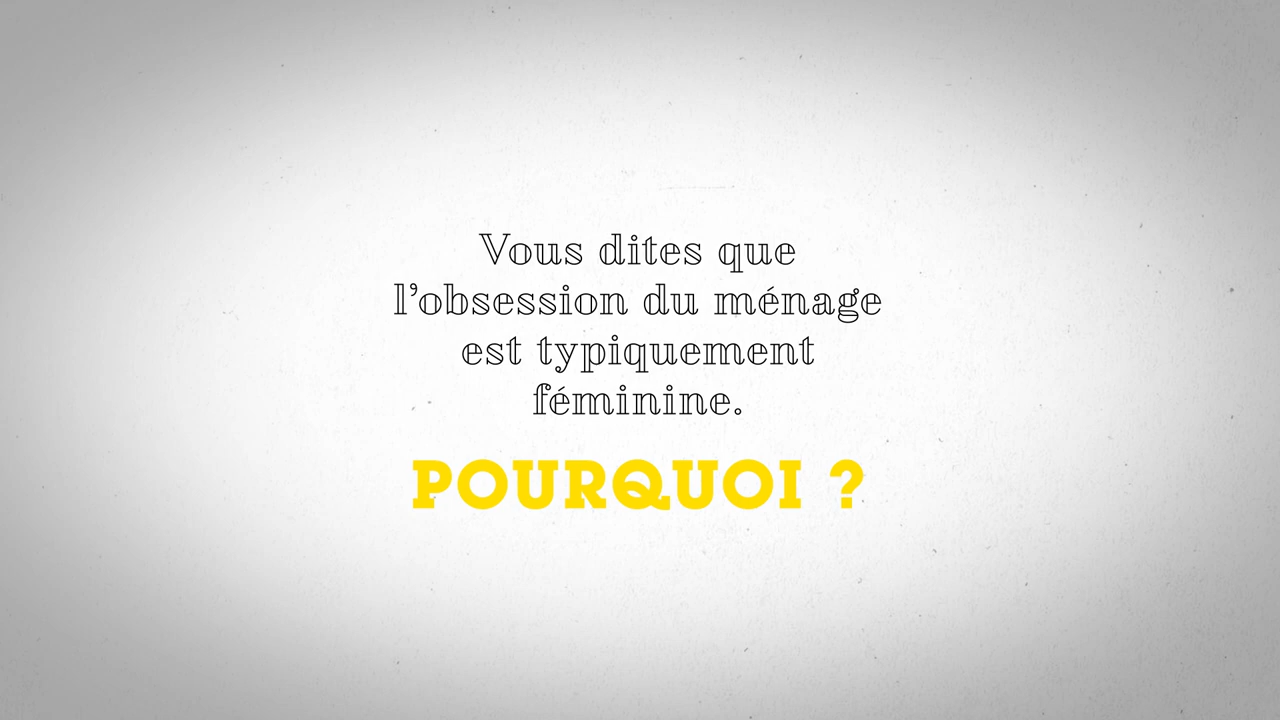 Vous dites que
l’obsession du ménage
est typiquement
féminine.
POURQUOI ?